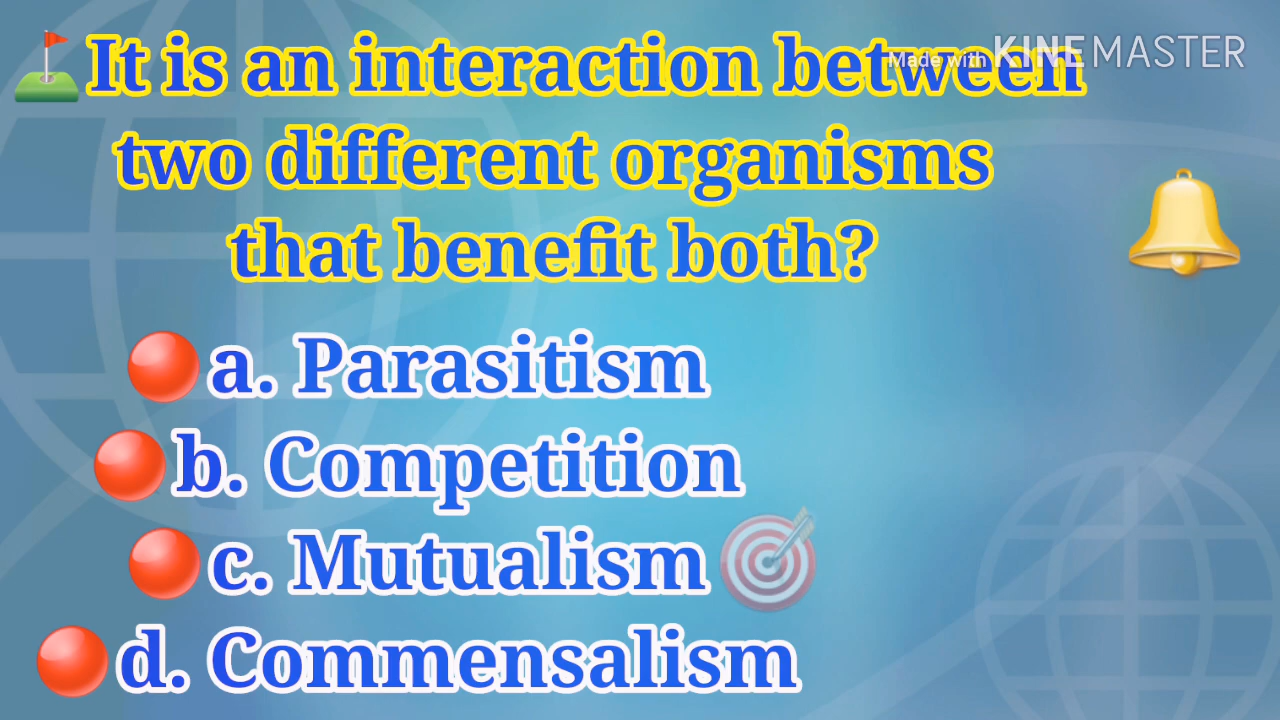 It is an interaction between
Made with KINEMASTER
two different organisms
that benefit both?
a. Parasitism
b. Competition
c. Mutualism
d. Commensalism